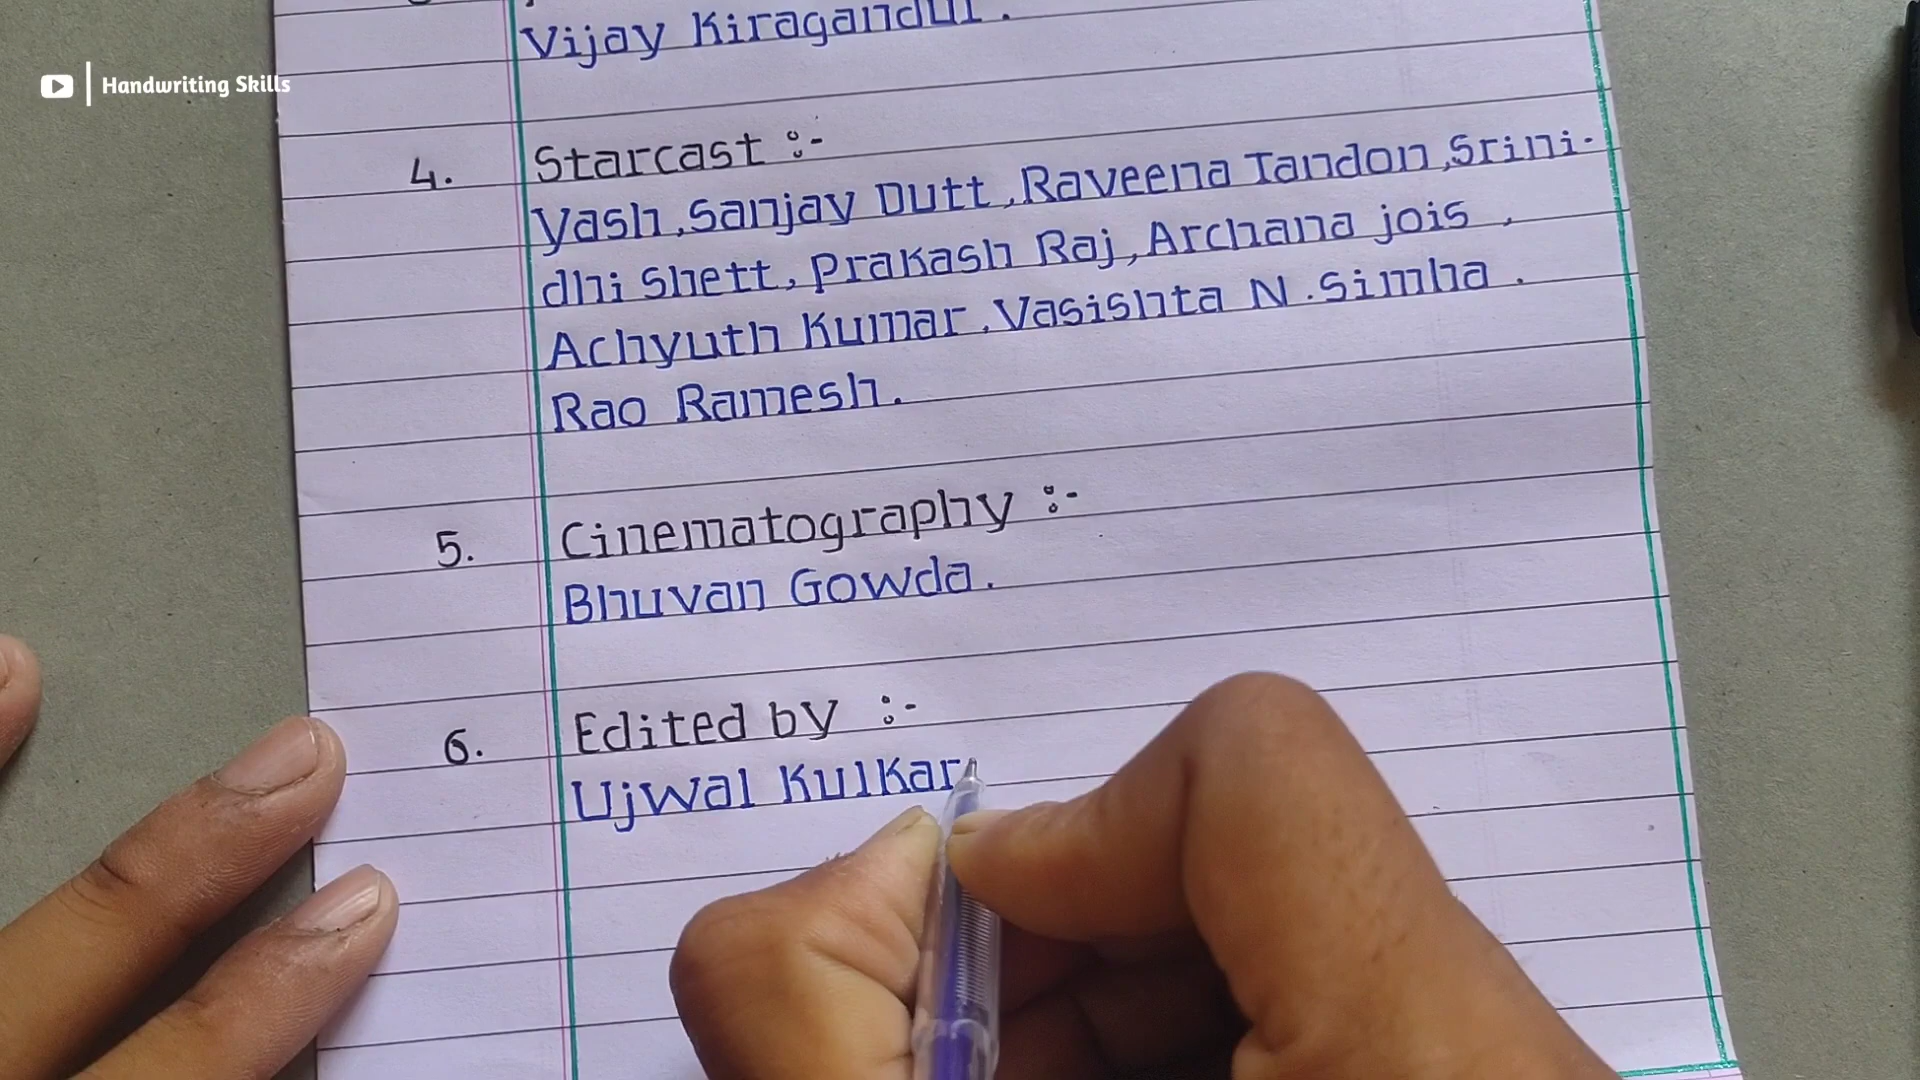 Vijay Kiragandur.
Handwriting Skills
4. Starcast :-
Yash, Sanjay Dutt, Raveena Tandon, Srini-
dhi Shett, Prakash Raj, Archana jois ,
Achyuth Kumar, Vasishta N. Simha .
Rao Ramesh.
5. Cinematography :-
Bhuvan Gowda.
6. Edited by :-
Ujwal Kulkar